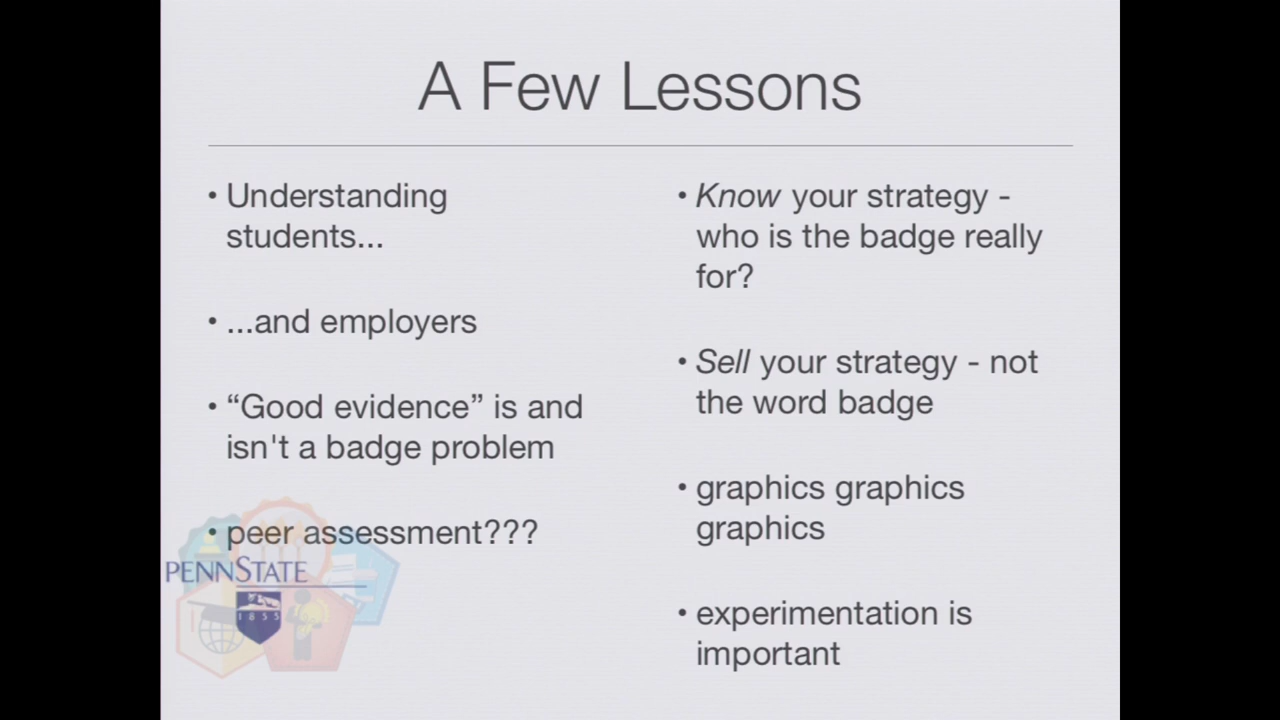 A Few Lessons
• Understanding
students...
• ...and employers
• “Good evidence” is and
isn't a badge problem
• peer assessment???
• Know your strategy -
who is the badge really
for?
• Sell your strategy - not
the word badge
• graphics graphics
graphics
• experimentation is
important
PENNSTATE
1855